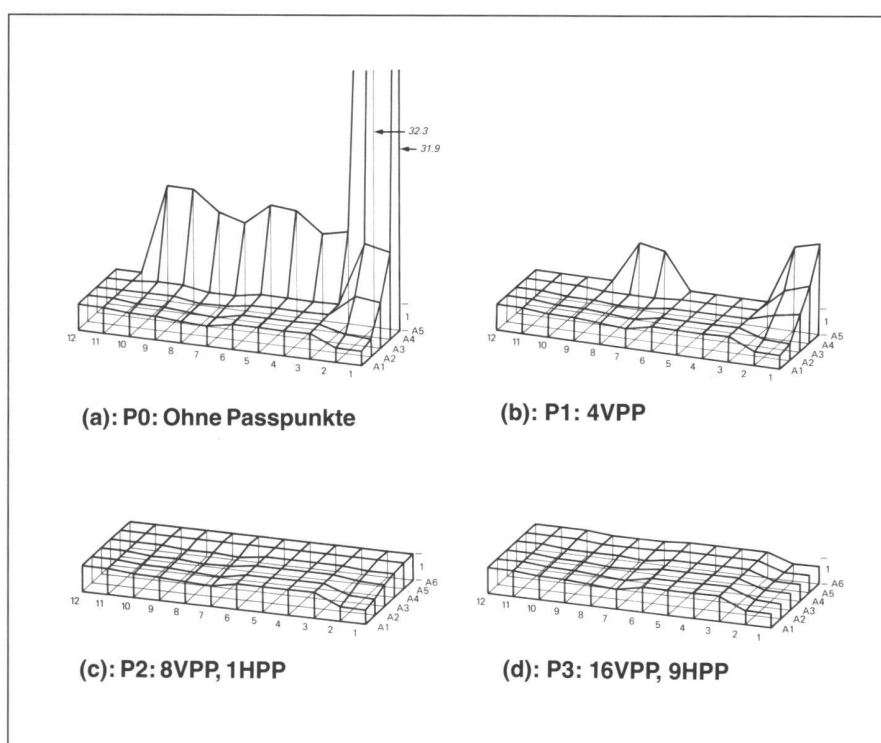 32.3
31.9
1
A5
A4
A3
A2
A1
12 11 10 9 8 7 6 5 4 3 2 1
(a): P0: Ohne Passpunkte
1
A5
A4
A3
A2
A1
12 11 10 9 8 7 6 5 4 3 2 1
(b): P1: 4VPP
1
A6
A5
A4
A3
A2
A1
12 11 10 9 8 7 6 5 4 3 2 1
(c): P2: 8VPP, 1HPP
1
A6
A5
A4
A3
A2
A1
12 11 10 9 8 7 6 5 4 3 2 1
(d): P3: 16VPP, 9HPP